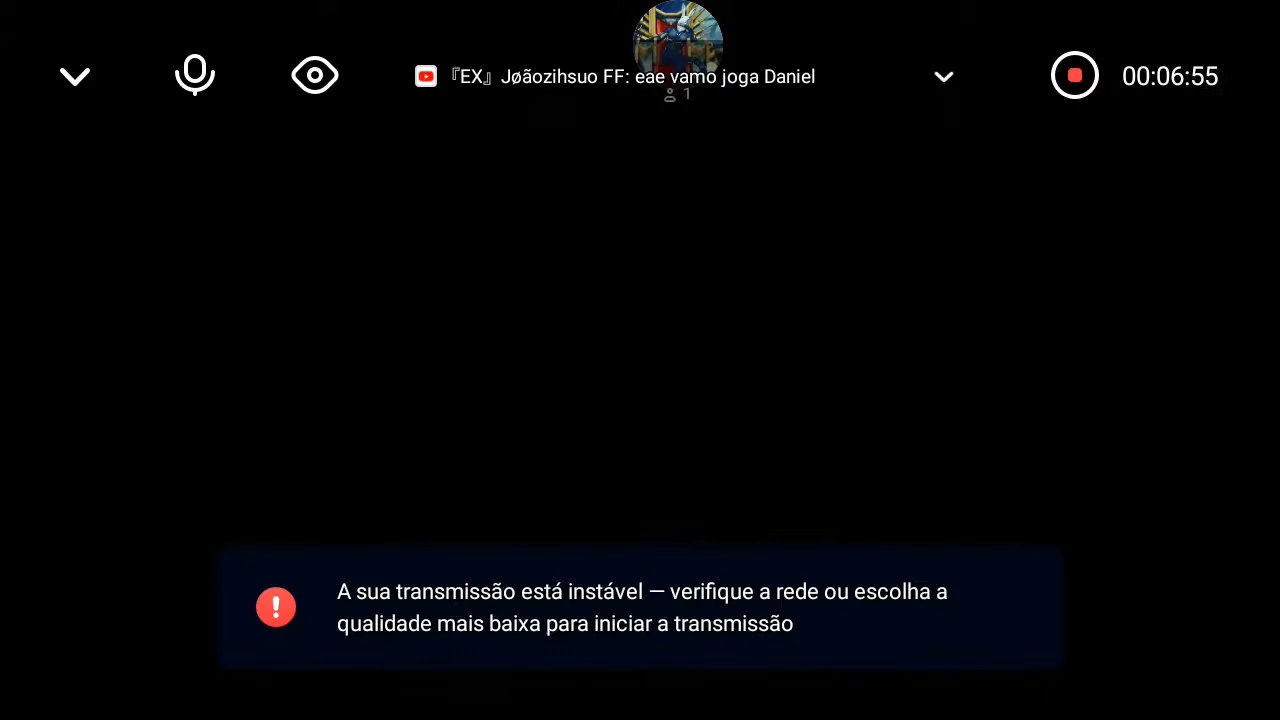 『EX』 Jøãozihsuo FF: eae vamo joga Daniel
00:06:55
1
A sua transmissão está instável — verifique a rede ou escolha a
qualidade mais baixa para iniciar a transmissão